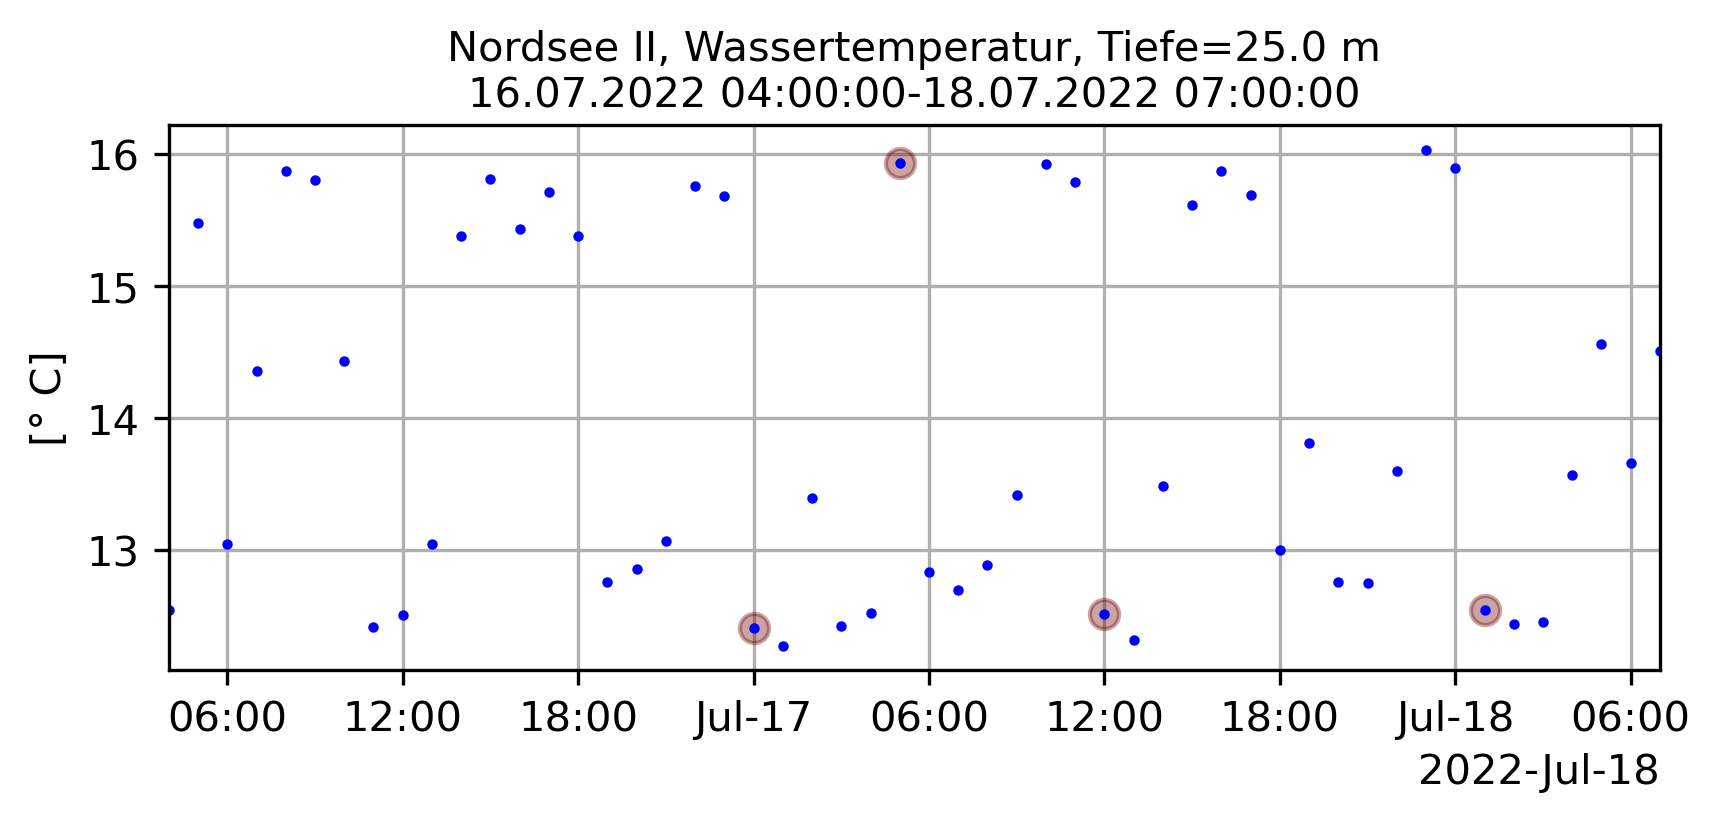 Nordsee II, Wassertemperatur, Tiefe=25.0 m
16.07.2022 04:00:00-18.07.2022 07:00:00
16
15
14
13
[° C]
06:00 12:00 18:00 Jul-17 06:00 12:00 18:00 Jul-18 06:00
2022-Jul-18